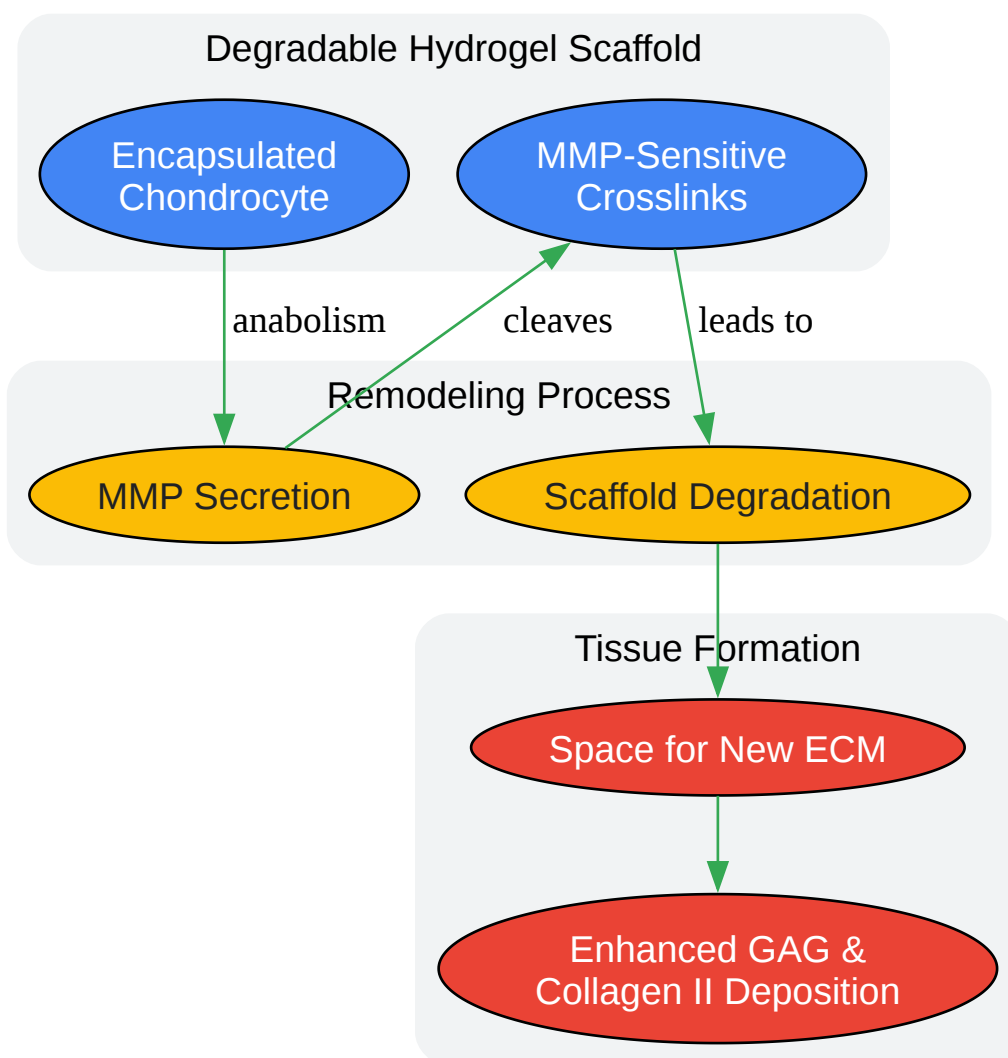 Degradable Hydrogel Scaffold
Encapsulated
Chondrocyte
MMP-Sensitive
Crosslinks
anabolism
cleaves
leads to
Remodeling Process
MMP Secretion
Scaffold Degradation
Tissue Formation
Space for New ECM
Enhanced GAG &
Collagen II Deposition